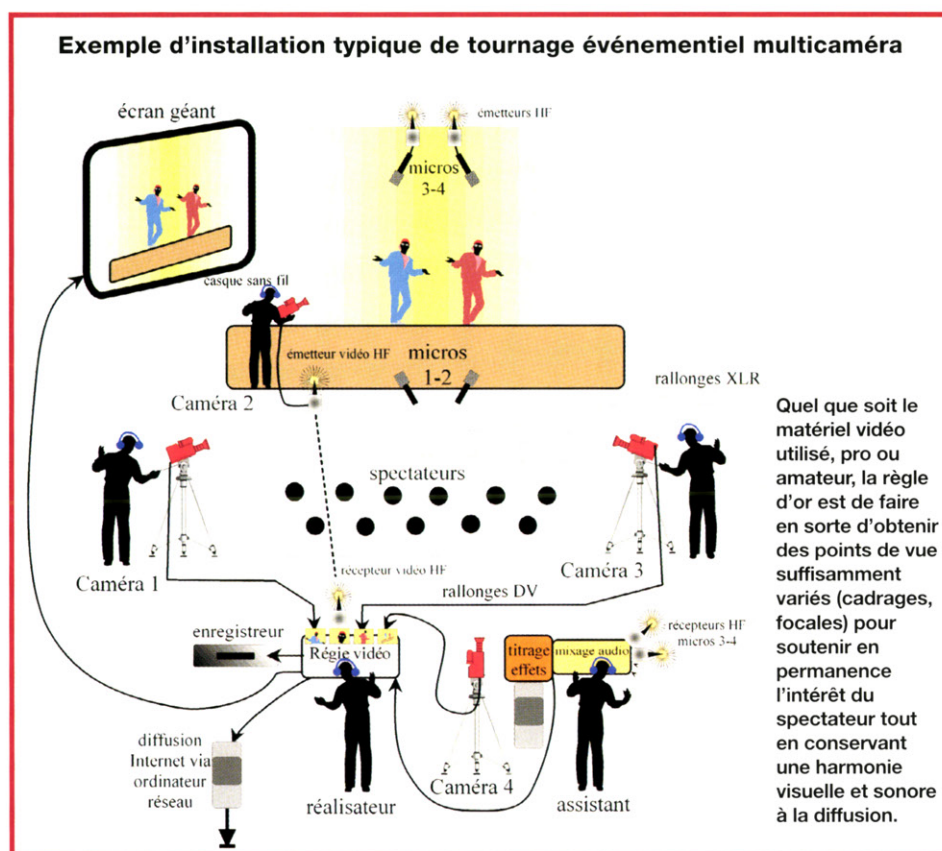 Exemple d'installation typique de tournage événementiel multicaméra
écran géant
émetteurs HF
micros
3-4
casque sans fil
émetteur vidéo HF
micros
1-2
rallonges XLR
Caméra 2
spectateurs
Caméra 1
Caméra 3
récepteur vidéo HF
rallonges DV
enregistreur
Régie vidéo
titrage
effets
mixage audio
récepteurs HF
micros 3-4
diffusion
Internet via
ordinateur
réseau
réalisateur
Caméra 4
assistant
Quel que soit le
matériel vidéo
utilisé, pro ou
amateur, la règle
d'or est de faire
en sorte d'obtenir
des points de vue
suffisamment
variés (cadrages,
focales) pour
soutenir en
permanence
l'intérêt du
spectateur tout
en conservant
une harmonie
visuelle et sonore
à la diffusion.